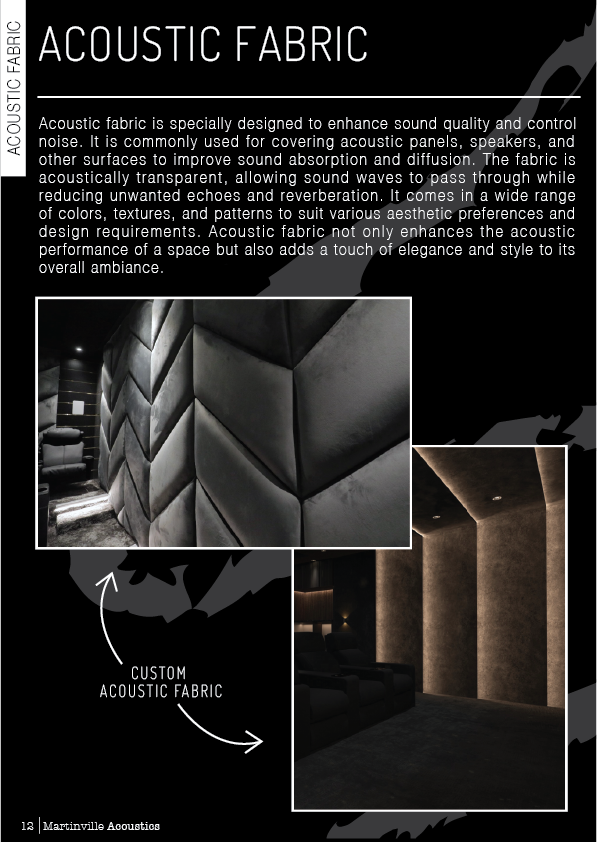 ACOUSTIC FABRIC
ACOUSTIC FABRIC
Acoustic fabric is specially designed to enhance sound quality and control
noise. It is commonly used for covering acoustic panels, speakers, and
other surfaces to improve sound absorption and diffusion. The fabric is
acoustically transparent, allowing sound waves to pass through while
reducing unwanted echoes and reverberation. It comes in a wide range
of colors, textures, and patterns to suit various aesthetic preferences and
design requirements. Acoustic fabric not only enhances the acoustic
performance of a space but also adds a touch of elegance and style to its
overall ambiance.
CUSTOM
ACOUSTIC FABRIC
12 Martinville Acoustics